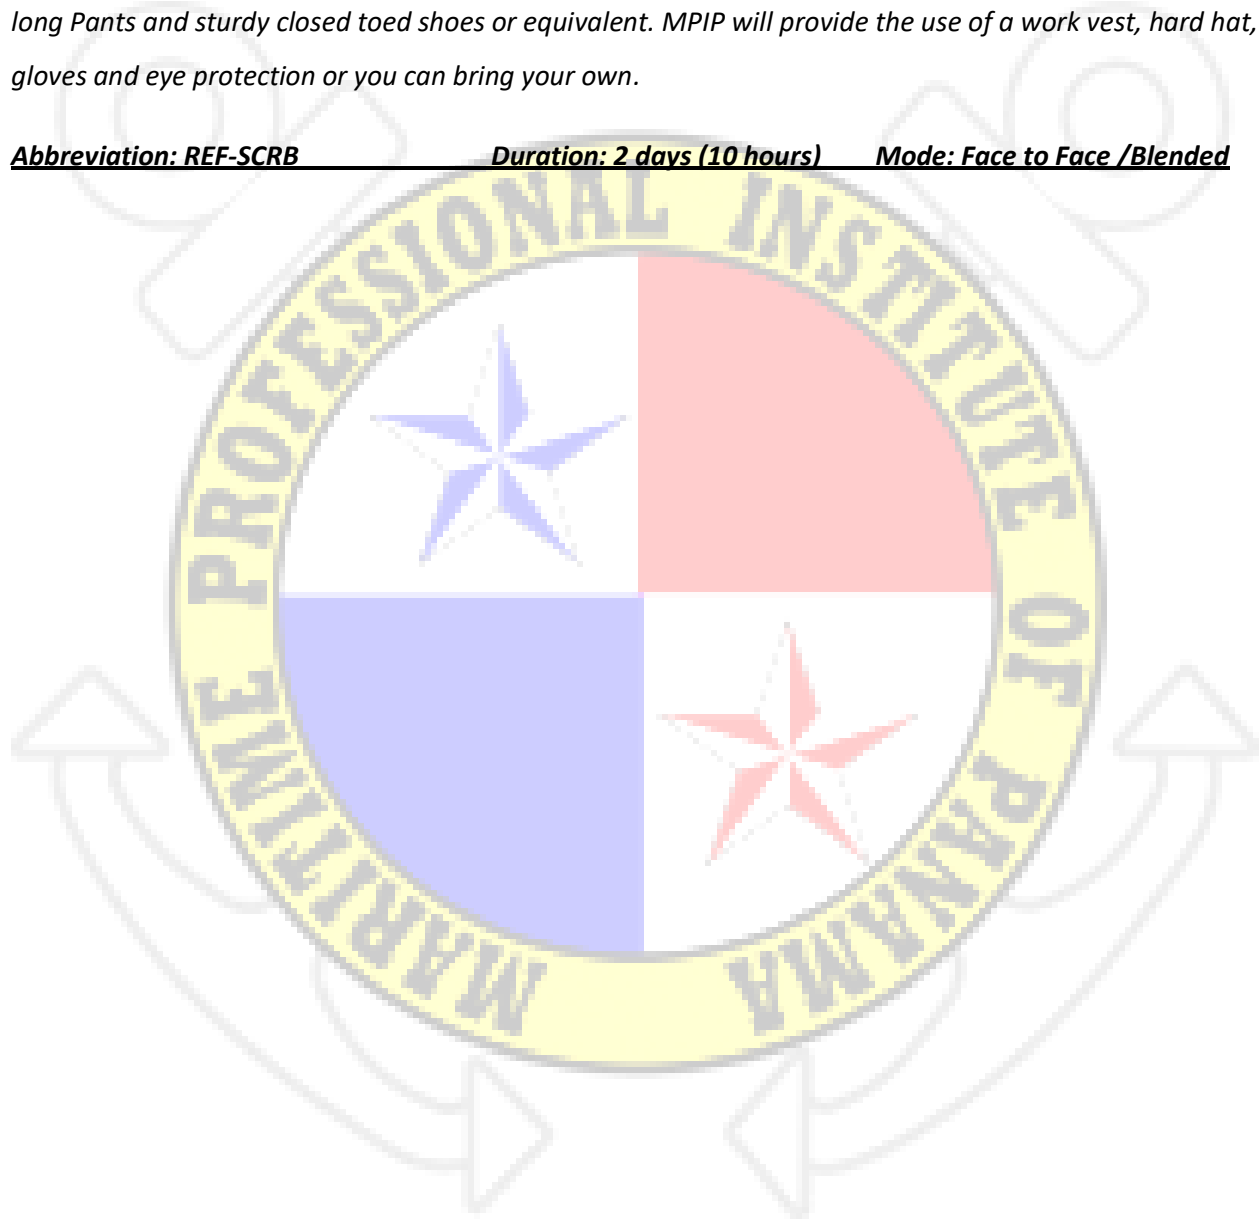 long Pants and sturdy closed toed shoes or equivalent. MPIP will provide the use of a work vest, hard hat,
gloves and eye protection or you can bring your own.
Abbreviation: REF-SCRB Duration: 2 days (10 hours) Mode: Face to Face /Blended
MARITIME PROFESSIONAL INSTITUTE OF PANAMA